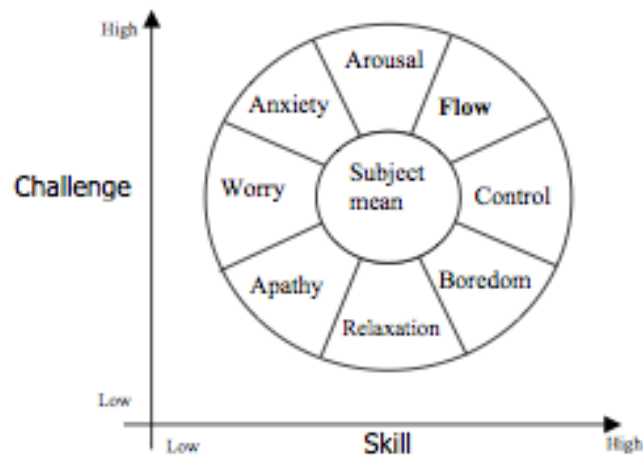 High
Arousal
Anxiety
Flow
Challenge
Worry
Subject
mean
Control
Apathy
Boredom
Relaxation
Low
Low
Skill
High